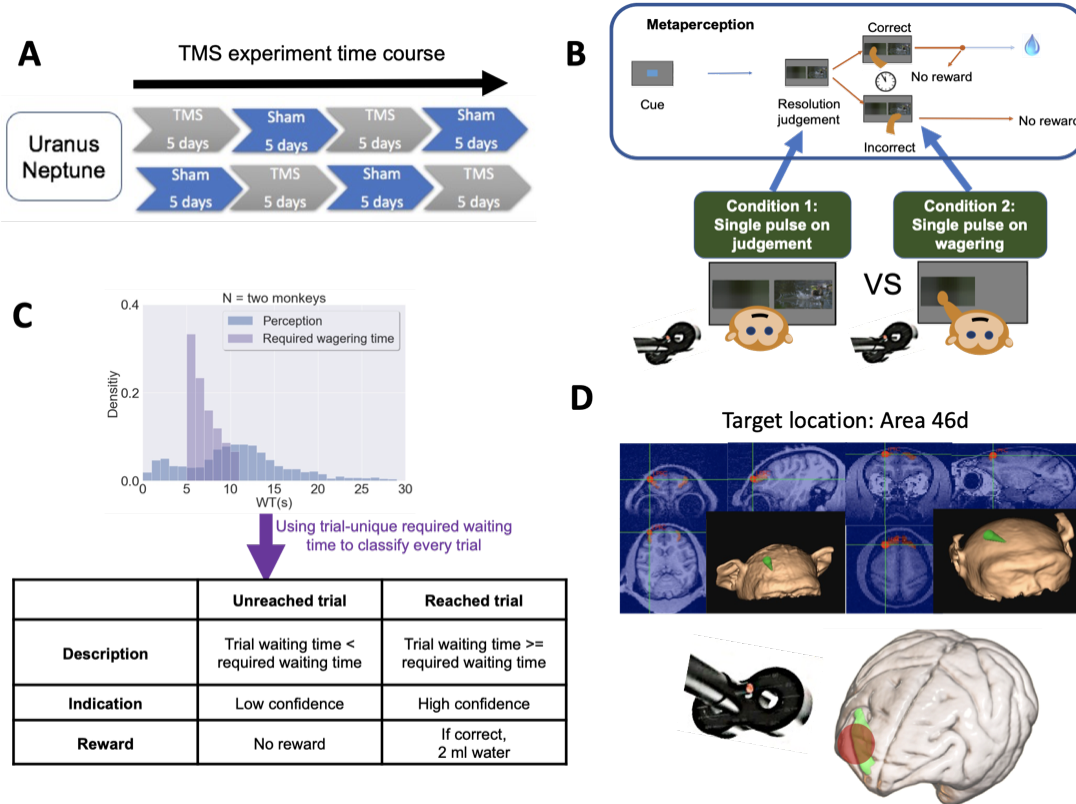 A
TMS experiment time course
Uranus
Neptune
TMS
5 days
Sham
5 days
TMS
5 days
Sham
5 days
Sham
5 days
TMS
5 days
Sham
5 days
TMS
5 days
B
Metaperception
Cue
Resolution
judgement
Correct
No reward
Incorrect
No reward
Condition 1:
Single pulse on
judgement
Condition 2:
Single pulse on
wagering
VS
C
N = two monkeys
Perception
Required wagering time
Densitiy
0.4
0.2
0.0
0 5 10 15 20 25 30
WT(s)
Using trial-unique required waiting
time to classify every trial
Unreached trial
Reached trial
Description
Trial waiting time <
required waiting time
Trial waiting time >=
required waiting time
Indication
Low confidence
High confidence
Reward
No reward
If correct,
2 ml water
D
Target location: Area 46d